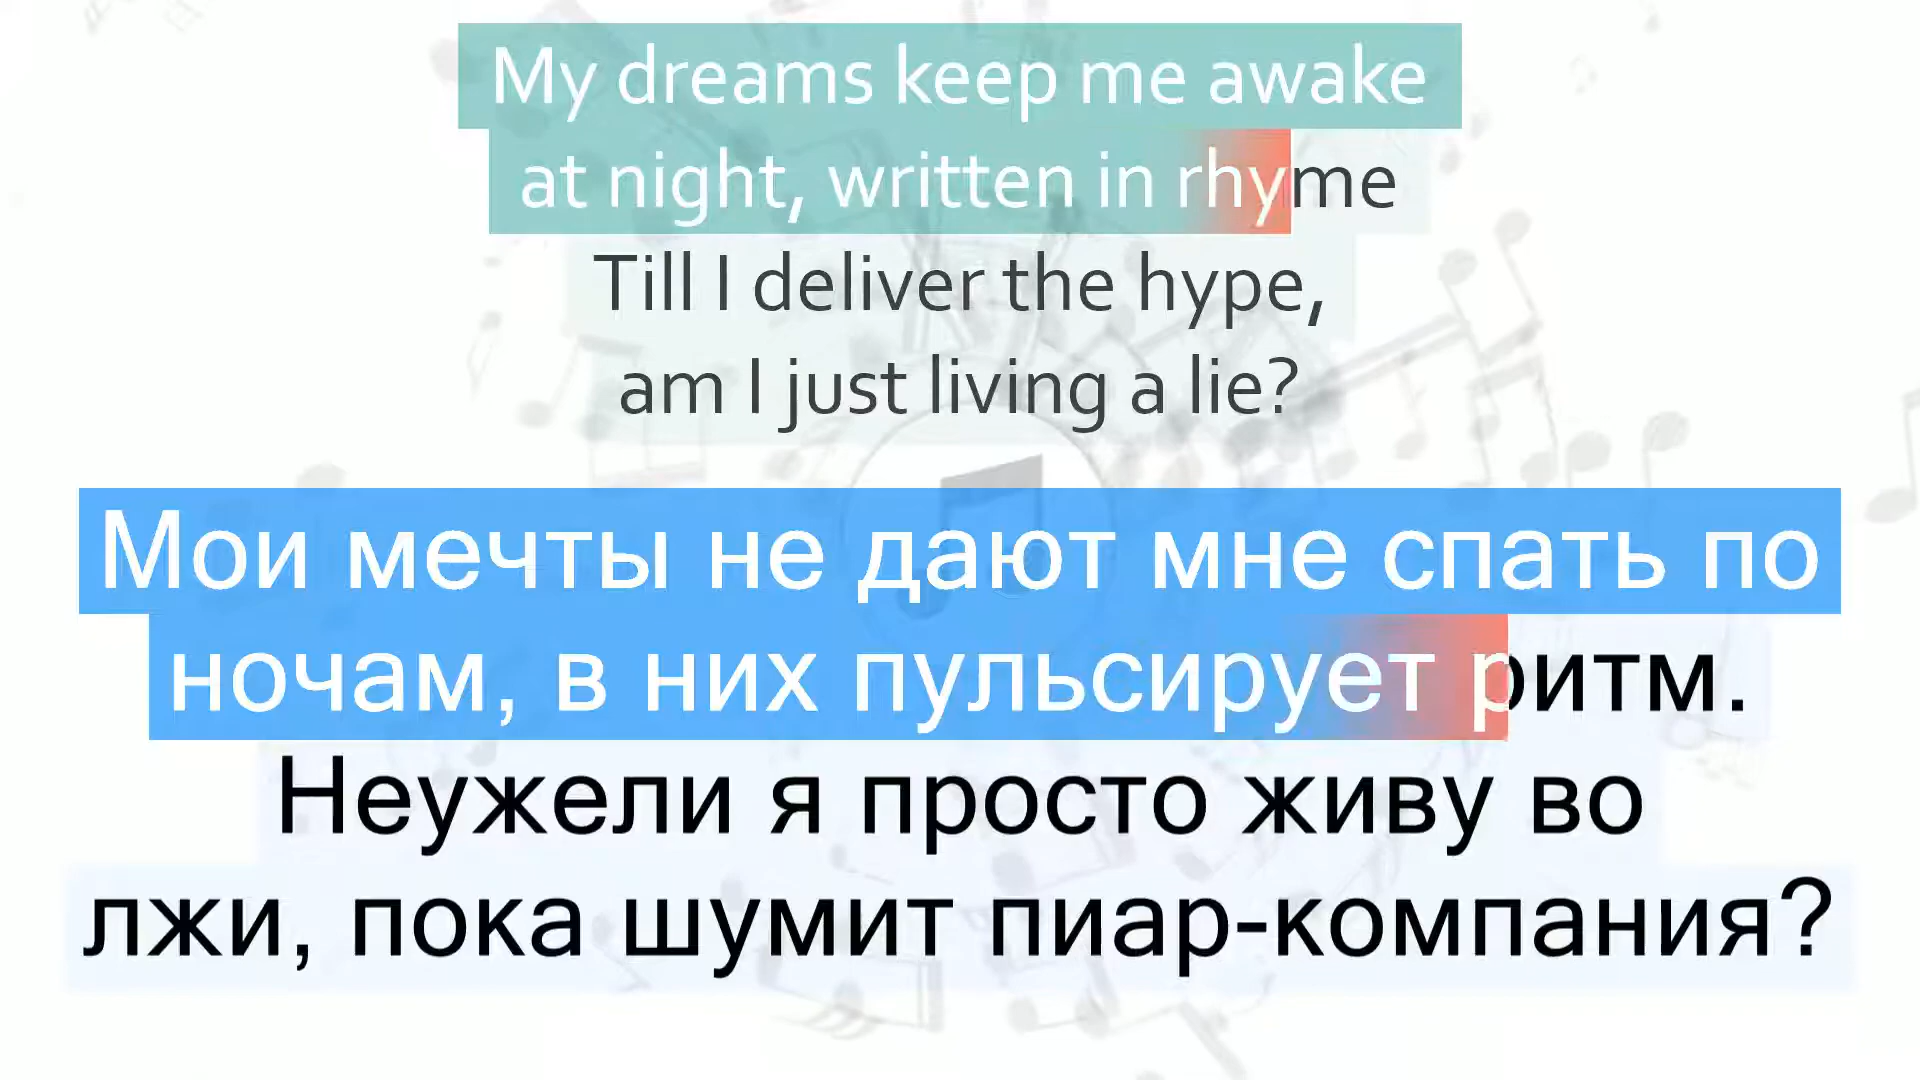 My dreams keep me awake
at night, written in rhyme
Till I deliver the hype,
am I just living a lie?
Мои мечты не дают мне спать по
ночам, в них пульсирует ритм.
Неужели я просто живу во
лжи, пока шумит пиар-компания?